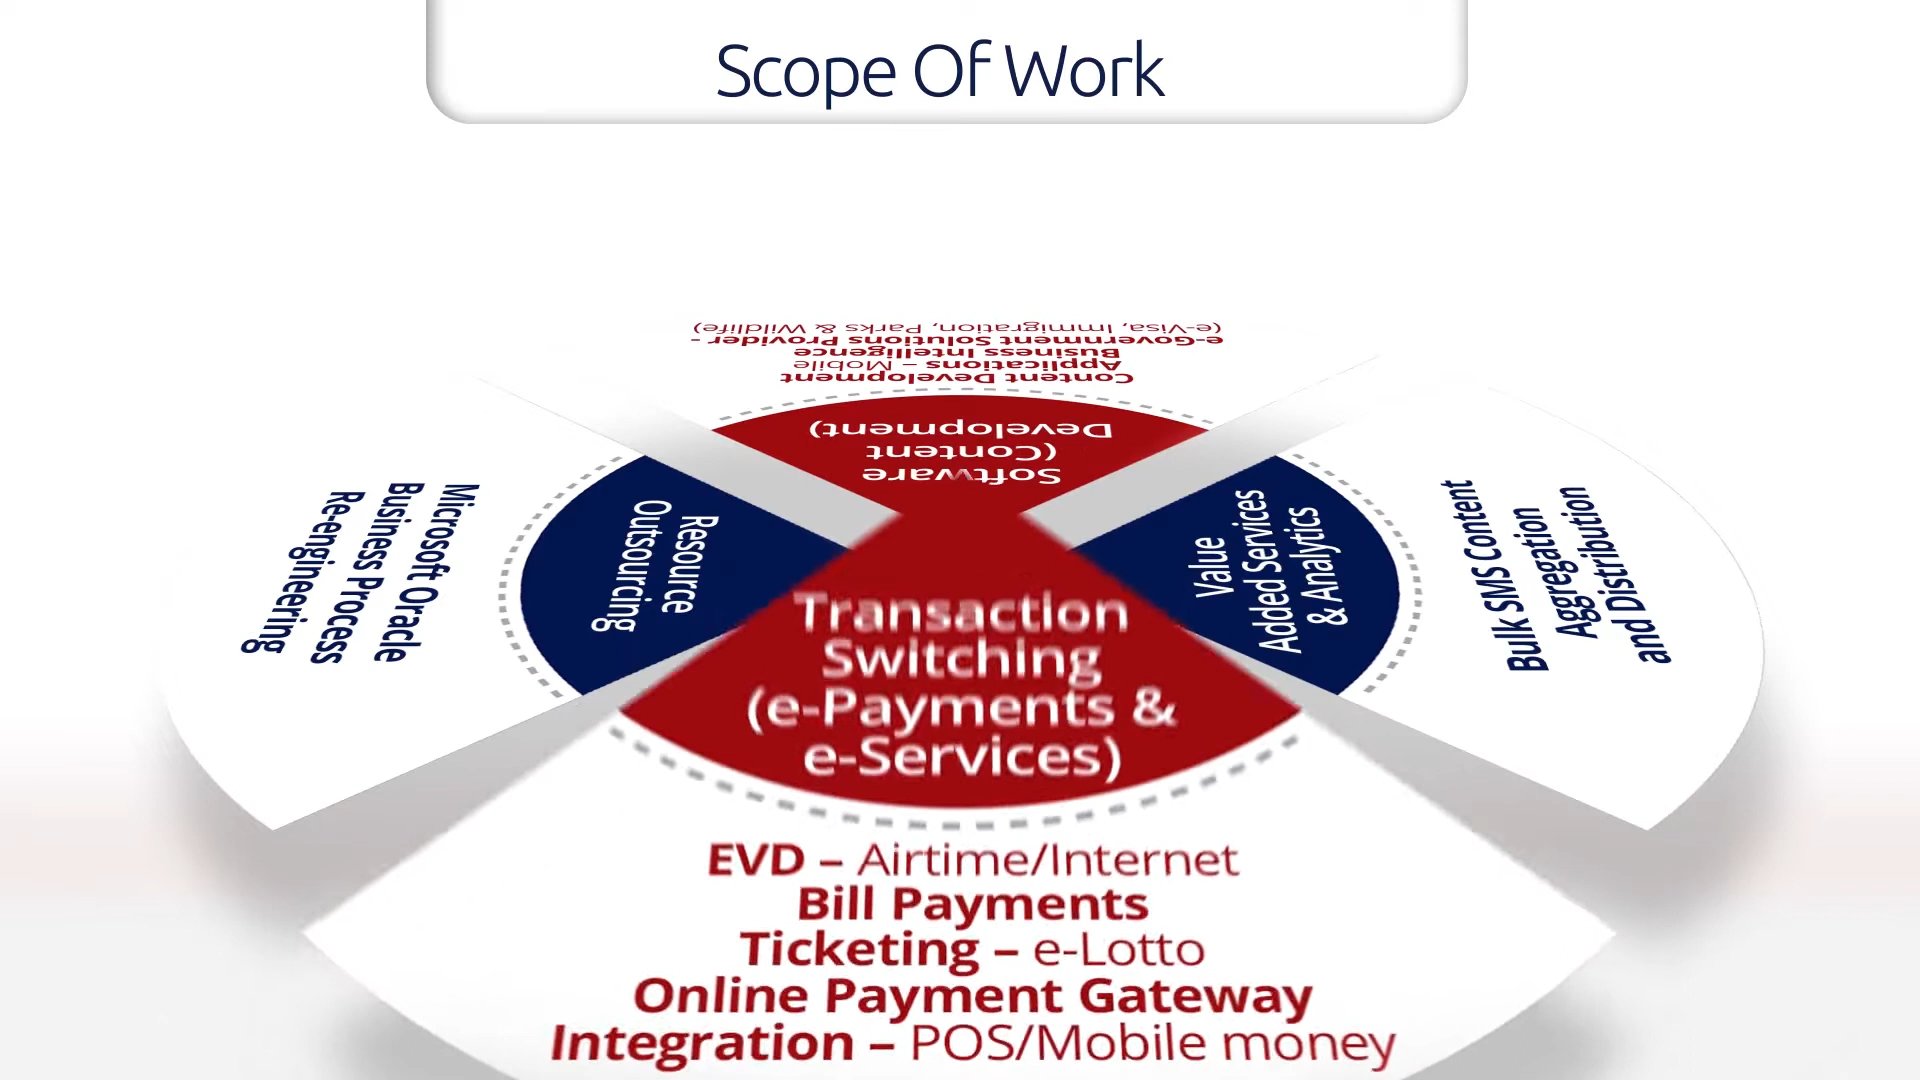 Scope Of Work
Content Development
Applications – Mobile
Business Intelligence
e-Government Solutions Provider -
(e-Visa, Immigration, Parks & Wildlife)
Software
(Content
Development)
Microsoft Oracle
Business Process
Re-engineering
Resource
Outsourcing
Value
Added Services
& Analytics
Bulk SMS Content
Aggregation
and Distribution
Transaction
Switching
(e-Payments &
e-Services)
EVD – Airtime/Internet
Bill Payments
Ticketing – e-Lotto
Online Payment Gateway
Integration – POS/Mobile money